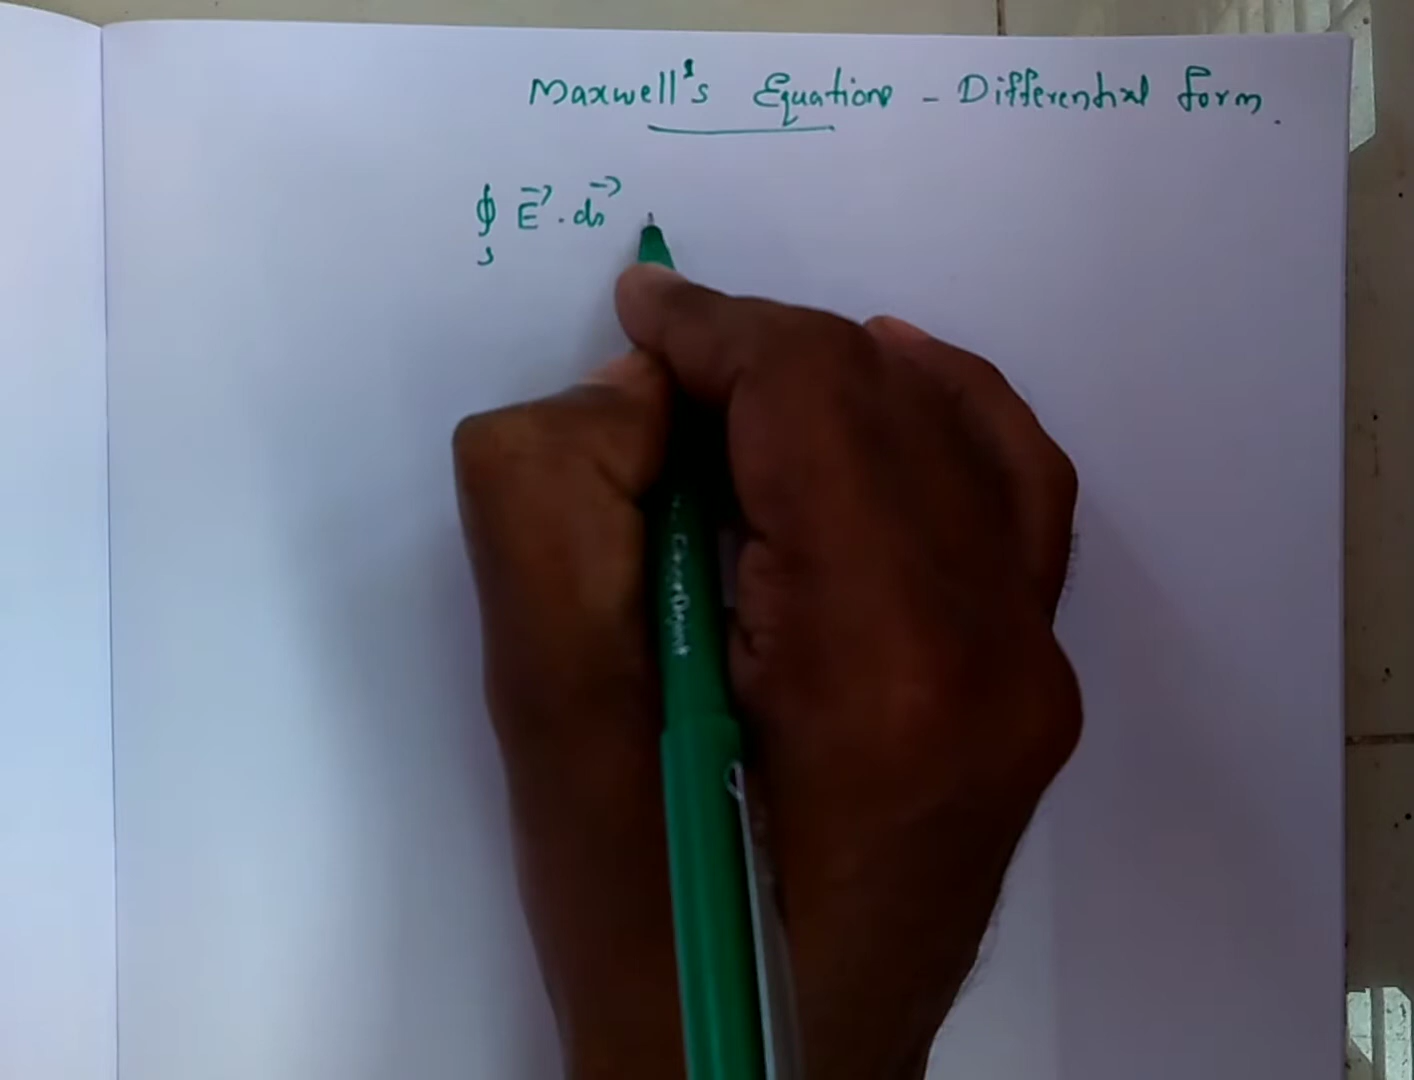 Maxwell's Equations - Differential form.
∮ E⃗ . ds⃗
s